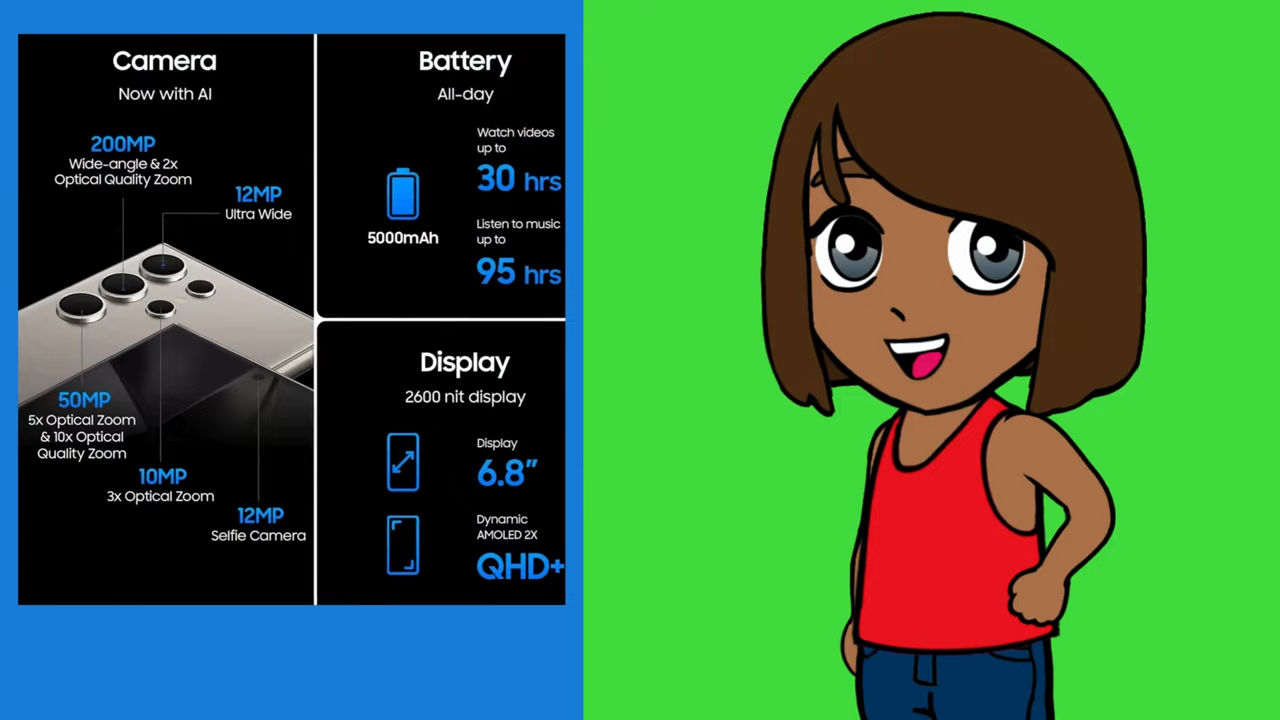 Camera
Now with AI
200MP
Wide-angle & 2x
Optical Quality Zoom
12MP
Ultra Wide
50MP
5x Optical Zoom
& 10x Optical
Quality Zoom
10MP
3x Optical Zoom
12MP
Selfie Camera
Battery
All-day
5000mAh
Watch videos
up to
30 hrs
Listen to music
up to
95 hrs
Display
2600 nit display
Display
6.8”
Dynamic
AMOLED 2X
QHD+